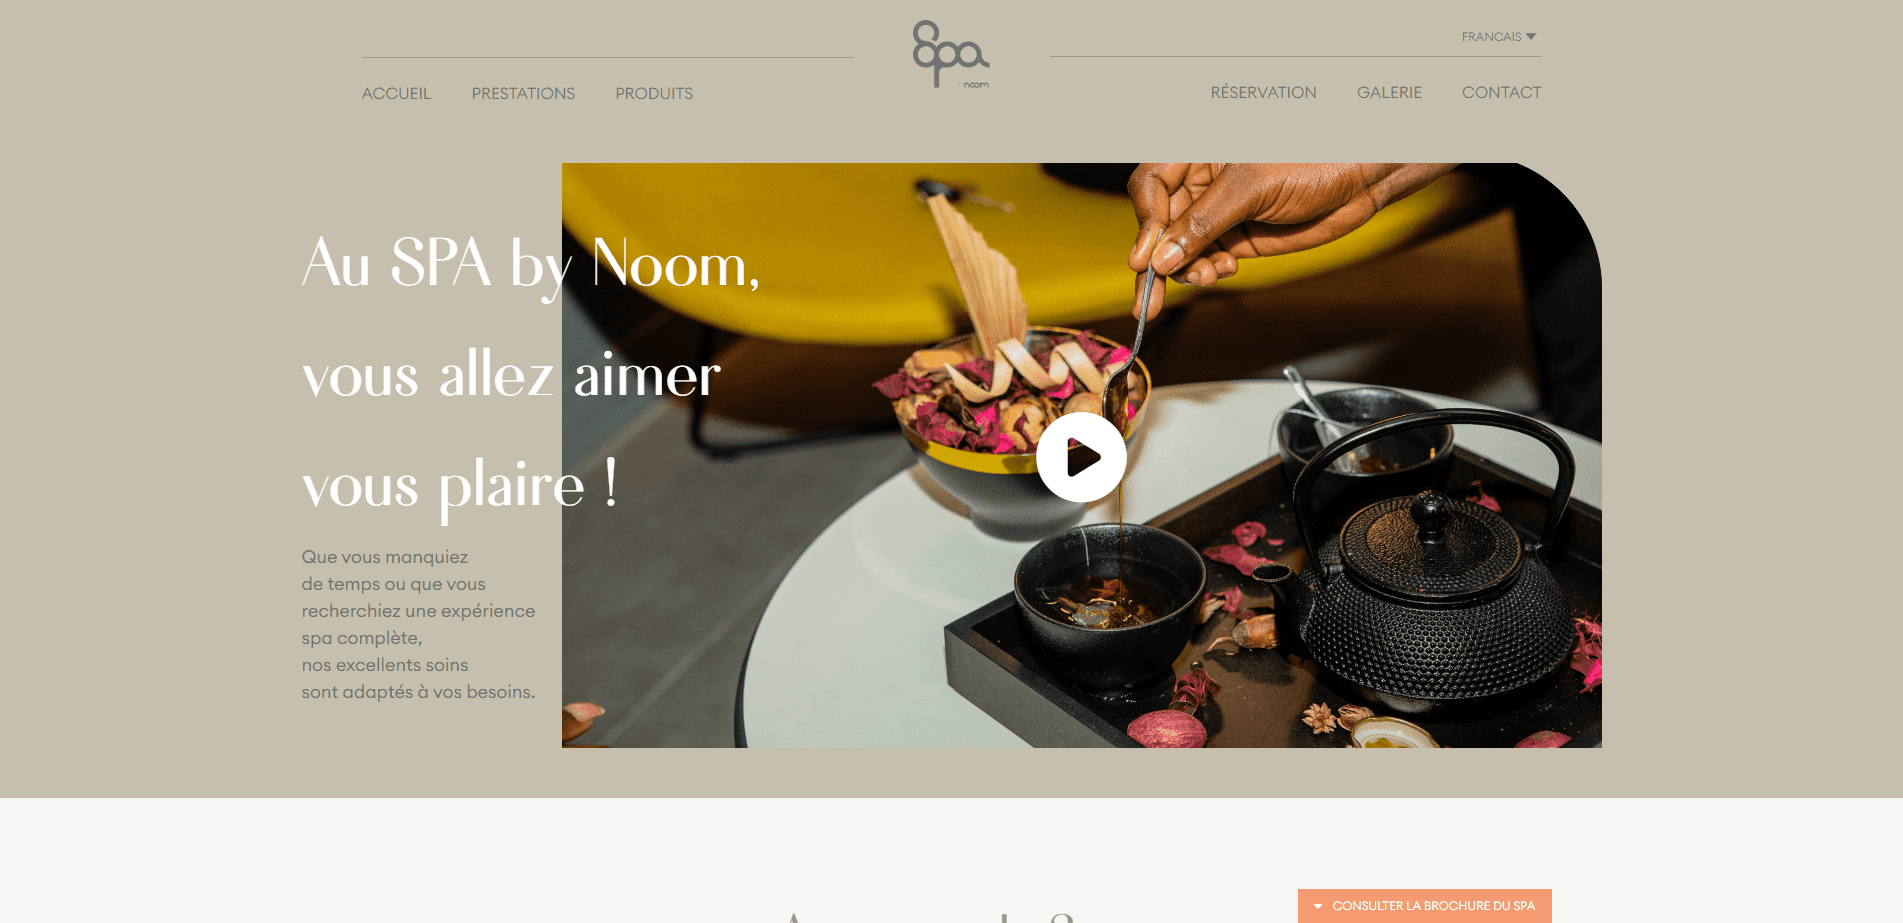 FRANCAIS
spa
noom
ACCUEIL PRESTATIONS PRODUITS
RÉSERVATION GALERIE CONTACT
Au SPA by Noom,
vous allez aimer
vous plaire !
Que vous manquiez
de temps ou que vous
recherchiez une expérience
spa complète,
nos excellents soins
sont adaptés à vos besoins.
CONSULTER LA BROCHURE DU SPA